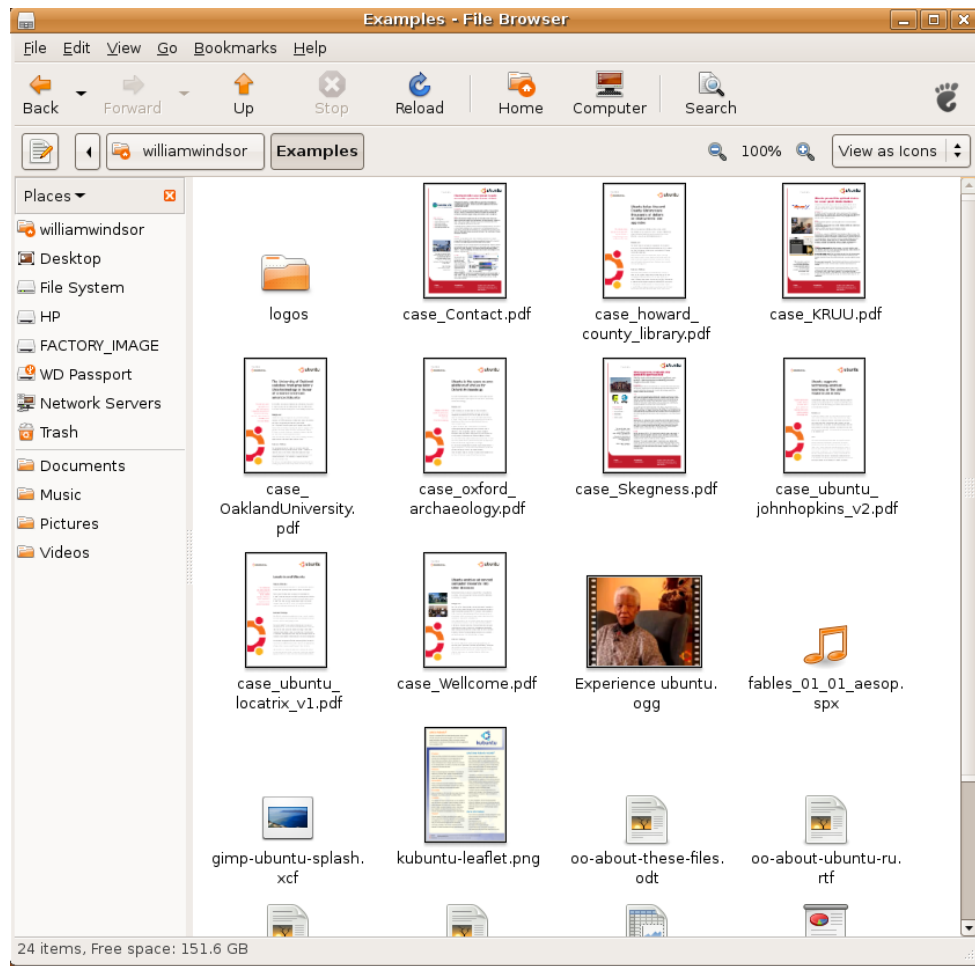 Examples - File Browser
File Edit View Go Bookmarks Help
Back Forward Up Stop Reload Home Computer Search
williamwindsor Examples 100% View as Icons
Places
williamwindsor
Desktop
File System
HP
FACTORY_IMAGE
WD Passport
Network Servers
Trash
Documents
Music
Pictures
Videos
logos
case_Contact.pdf
case_howard_
county_library.pdf
case_KRUU.pdf
case_
OaklandUniversity.
pdf
case_oxford_
archaeology.pdf
case_Skegness.pdf
case_ubuntu_
johnhopkins_v2.pdf
case_ubuntu_
locatrix_v1.pdf
case_Wellcome.pdf
Experience ubuntu.
ogg
fables_01_01_aesop.
spx
gimp-ubuntu-splash.
xcf
kubuntu-leaflet.png
oo-about-these-files.
odt
oo-about-ubuntu-ru.
rtf
24 items, Free space: 151.6 GB